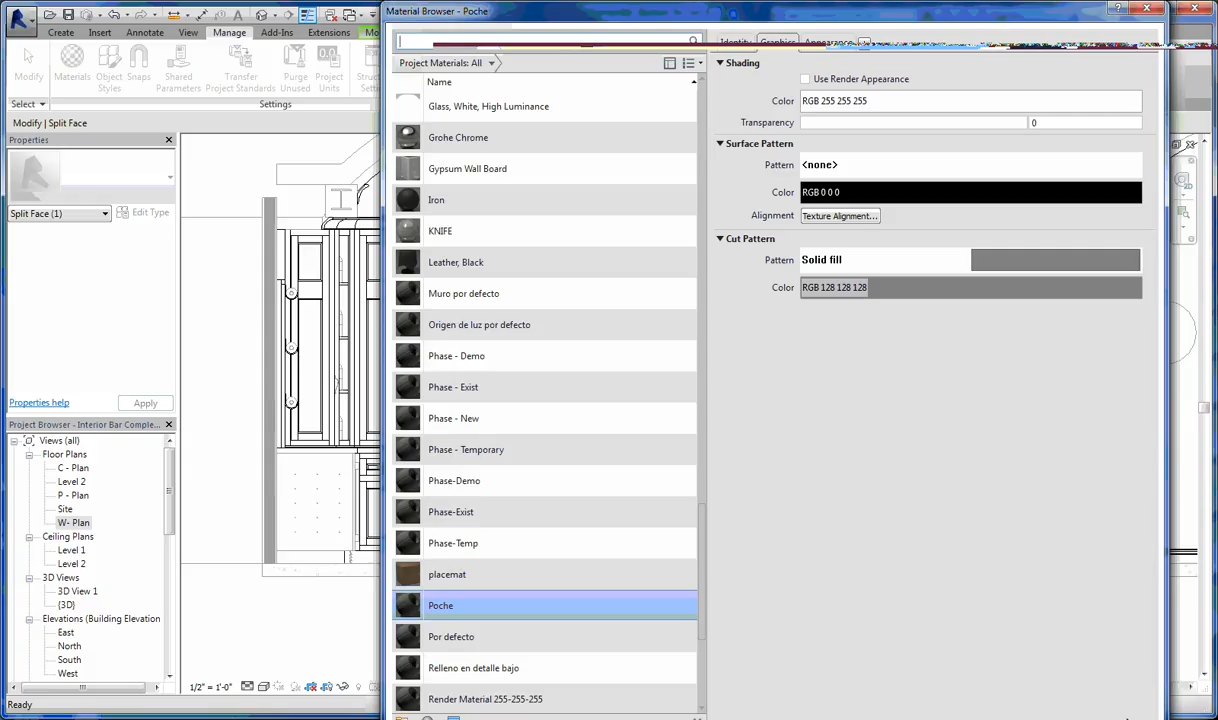 Material Browser - Poche
Create Insert Annotate View Manage Add-Ins Extensions
Modify Materials Object Styles Snaps Shared Parameters Transfer Project Standards Purge Unused Project Units
Select Settings
Modify | Split Face
Properties
Split Face (1) Edit Type
Properties help Apply
Project Browser - Interior Bar Comple...
Views (all)
Floor Plans
C - Plan
Level 2
P - Plan
Site
W- Plan
Ceiling Plans
Level 1
Level 2
3D Views
3D View 1
{3D}
Elevations (Building Elevation
East
North
South
West
1/2" = 1'-0"
Ready
Project Materials: All
Name
Glass, White, High Luminance
Grohe Chrome
Gypsum Wall Board
Iron
KNIFE
Leather, Black
Muro por defecto
Origen de luz por defecto
Phase - Demo
Phase - Exist
Phase - New
Phase - Temporary
Phase-Demo
Phase-Exist
Phase-Temp
placemat
Poche
Por defecto
Relleno en detalle bajo
Render Material 255-255-255
Identity Graphics Appearance
Shading
Use Render Appearance
Color RGB 255 255 255
Transparency 0
Surface Pattern
Pattern <none>
Color RGB 0 0 0
Alignment Texture Alignment...
Cut Pattern
Pattern Solid fill
Color RGB 128 128 128